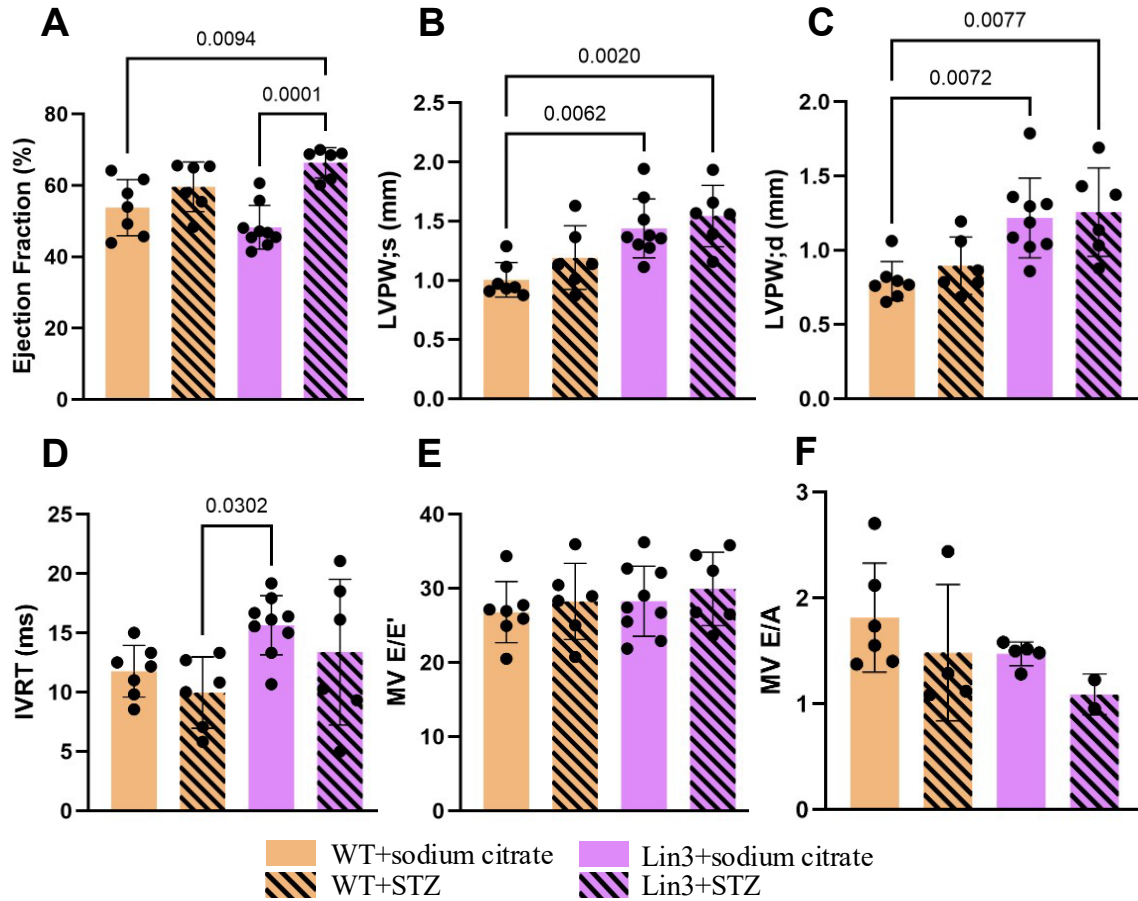 A
B
C
0.0094
0.0001
0.0020
0.0062
0.0077
0.0072
Ejection Fraction (%)
80
60
40
20
0
LVPW;s (mm)
2.5
2.0
1.5
1.0
0.5
0.0
LVPW;d (mm)
2.0
1.5
1.0
0.5
0.0
D
E
F
0.0302
IVRT (ms)
25
20
15
10
5
0
MV E/E'
40
30
20
10
0
MV E/A
3
2
1
0
WT+sodium citrate
Lin3+sodium citrate
WT+STZ
Lin3+STZ